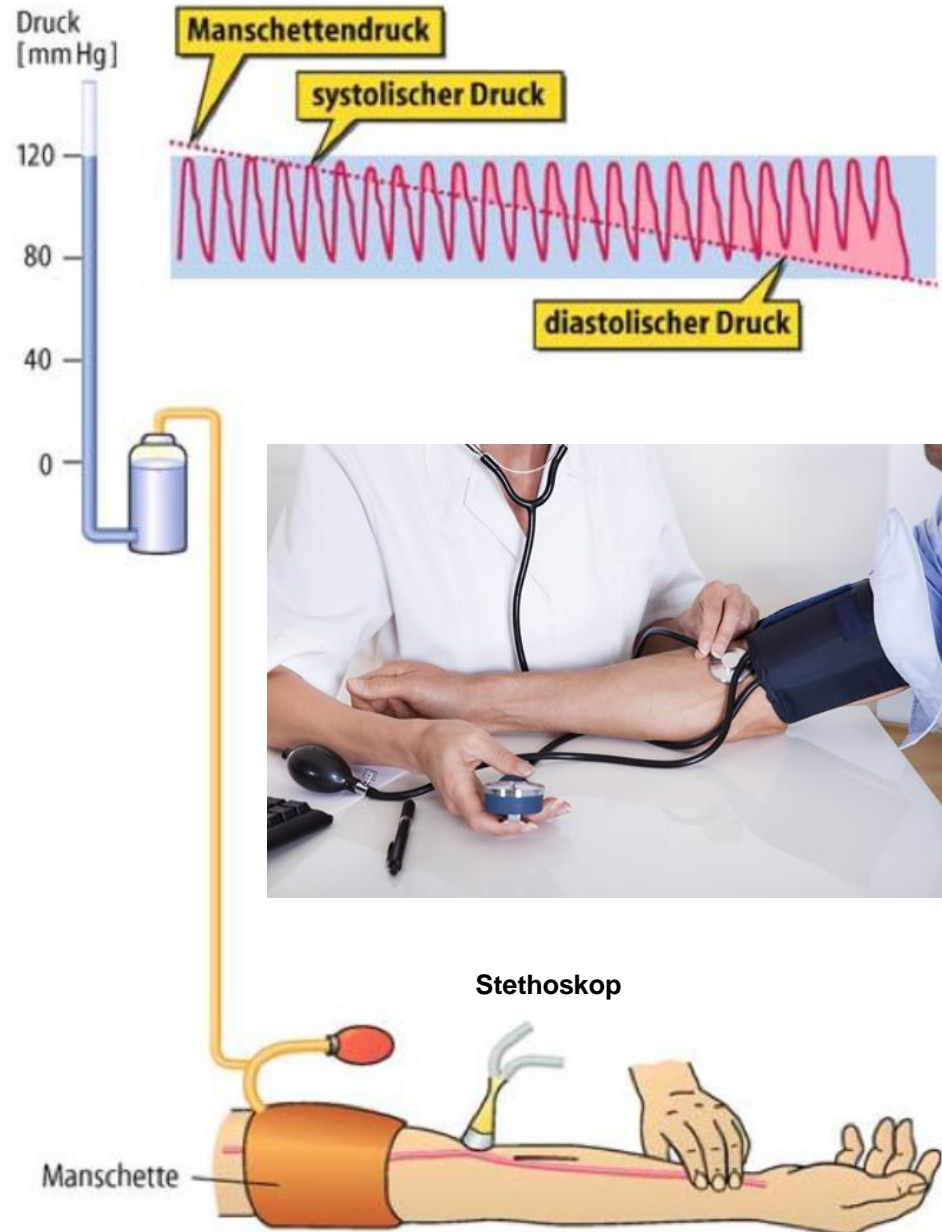 Druck
[mm Hg]
Manschettendruck
systolischer Druck
120
80
diastolischer Druck
40
0
Stethoskop
Manschette